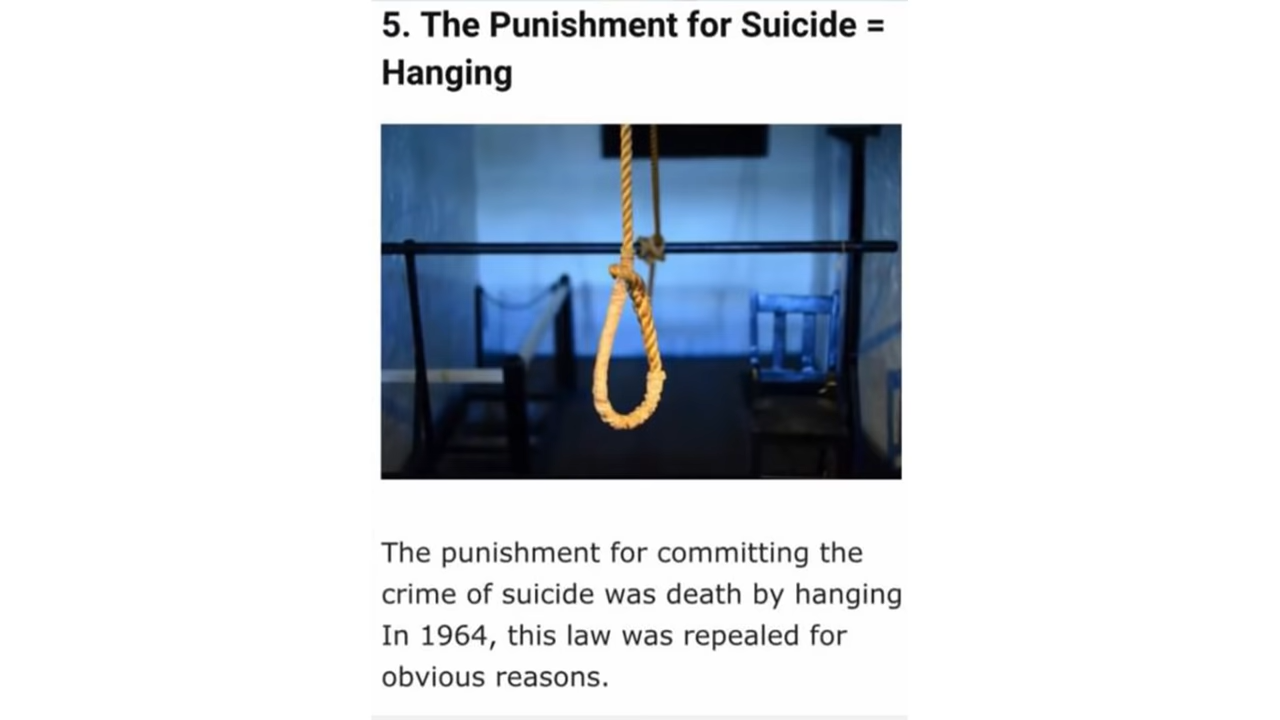 5. The Punishment for Suicide =
Hanging
The punishment for committing the
crime of suicide was death by hanging
In 1964, this law was repealed for
obvious reasons.